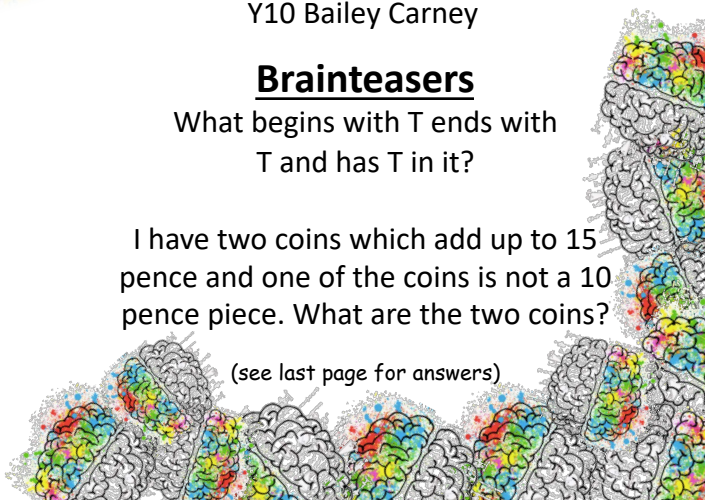 Y10 Bailey Carney
Brainteasers
What begins with T ends with
T and has T in it?
I have two coins which add up to 15
pence and one of the coins is not a 10
pence piece. What are the two coins?
(see last page for answers)